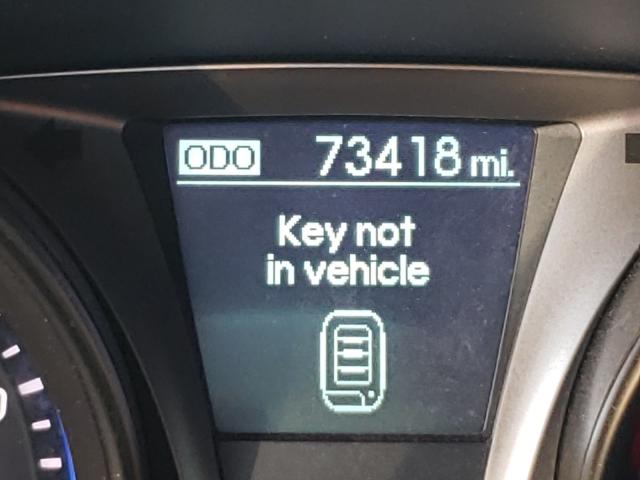 ODO 73418 mi.
Key not
in vehicle